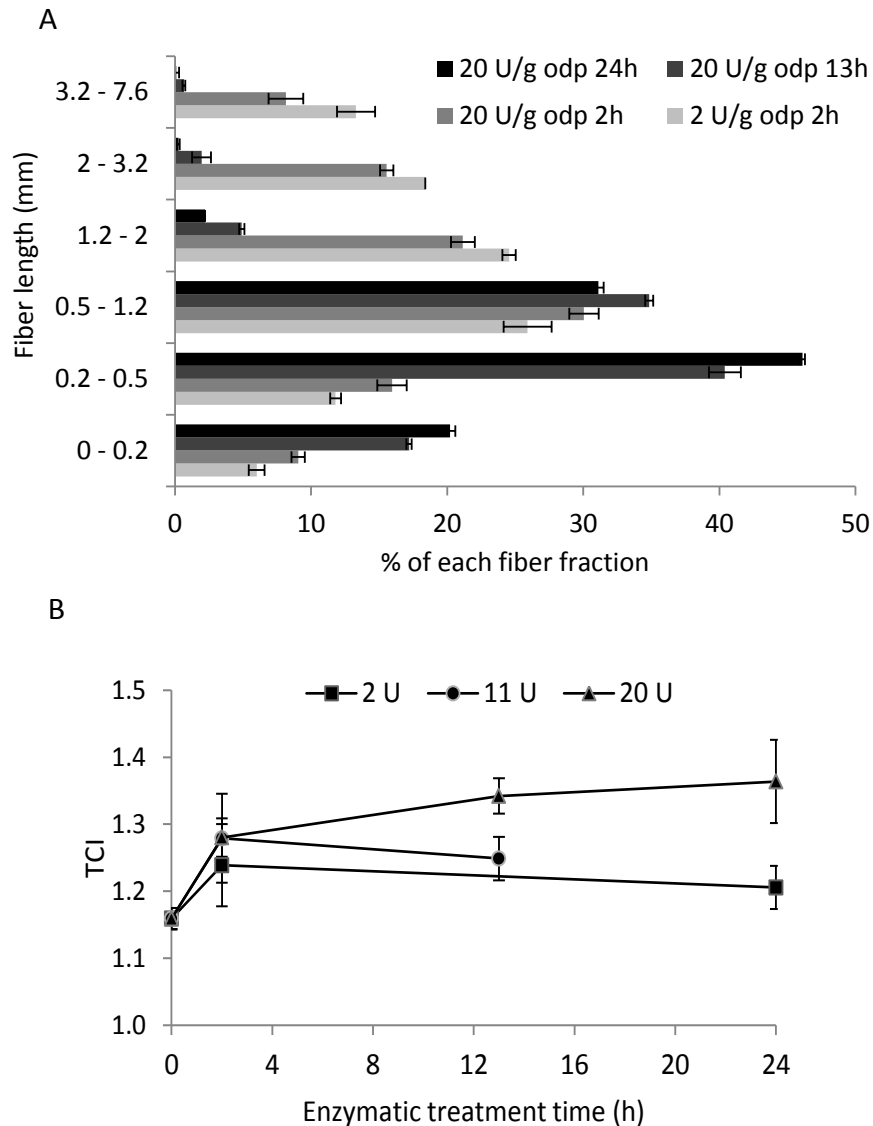 A
20 U/g odp 24h
20 U/g odp 13h
20 U/g odp 2h
2 U/g odp 2h
Fiber length (mm)
3.2 - 7.6
2 - 3.2
1.2 - 2
0.5 - 1.2
0.2 - 0.5
0 - 0.2
0 10 20 30 40 50
% of each fiber fraction
B
2 U 11 U 20 U
TCI
1.5
1.4
1.3
1.2
1.1
1.0
0 4 8 12 16 20 24
Enzymatic treatment time (h)